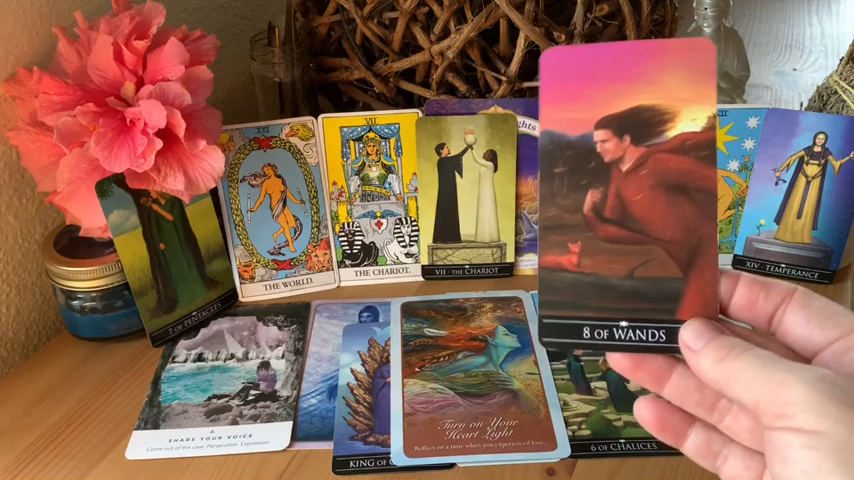 XXI
THE WORLD.
VII
THE CHARIOT.
VII · THE CHARIOT
8 OF WANDS
XIV · TEMPERANCE
7 OF PENTACLES
SHARE YOUR VOICE
Come out of the cave. Persecution. Expression.
KING OF
Turn on Your
Heart Light
Reflect on a time when you experienced love.
6 OF CHALICES